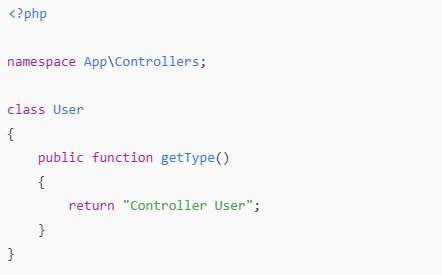 <?php
namespace App\Controllers;
class User
{
    public function getType()
    {
        return "Controller User";
    }
}